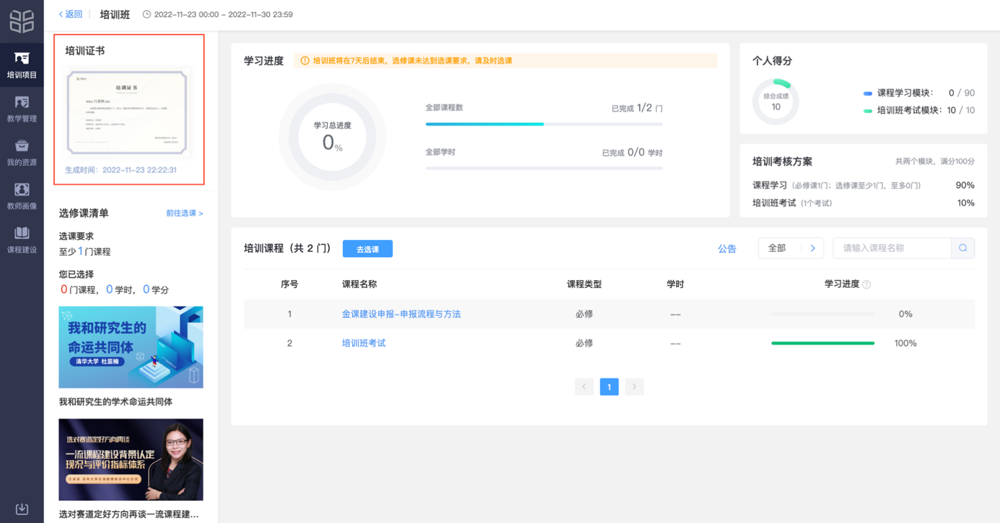 返回
培训班
2022-11-23 00:00 - 2022-11-30 23:59
培训项目
教学管理
我的资源
教师画像
课程建设
培训证书
培训证书
生成时间：2022-11-23 22:22:31
选修课清单
前往选课 >
选课要求
至少1门课程
您已选择
0门课程，0学时，0学分
我和研究生的
命运共同体
清华大学 杜亚楠
我和研究生的学术命运共同体
选对赛道定好方向再谈
一流课程建设背景认定
现况与评价指标体系
选对赛道定好方向再谈一流课程建...
学习进度
培训班将在7天后结束，选修课未达到选课要求，请及时选课
学习总进度
0%
全部课程数
已完成 1/2 门
全部学时
已完成 0/0 学时
个人得分
综合成绩
10
课程学习模块： 0 / 90
培训班考试模块： 10 / 10
培训考核方案
共两个模块，满分100分
课程学习（必修课1门；选修课至少1门，至多0门） 90%
培训班考试（1个考试） 10%
培训课程（共 2 门）
去选课
公告
全部
请输入课程名称
序号 课程名称 课程类型 学时 学习进度
1 金课建设申报-申报流程与方法 必修 -- 0%
2 培训班考试 必修 -- 100%
< 1 >